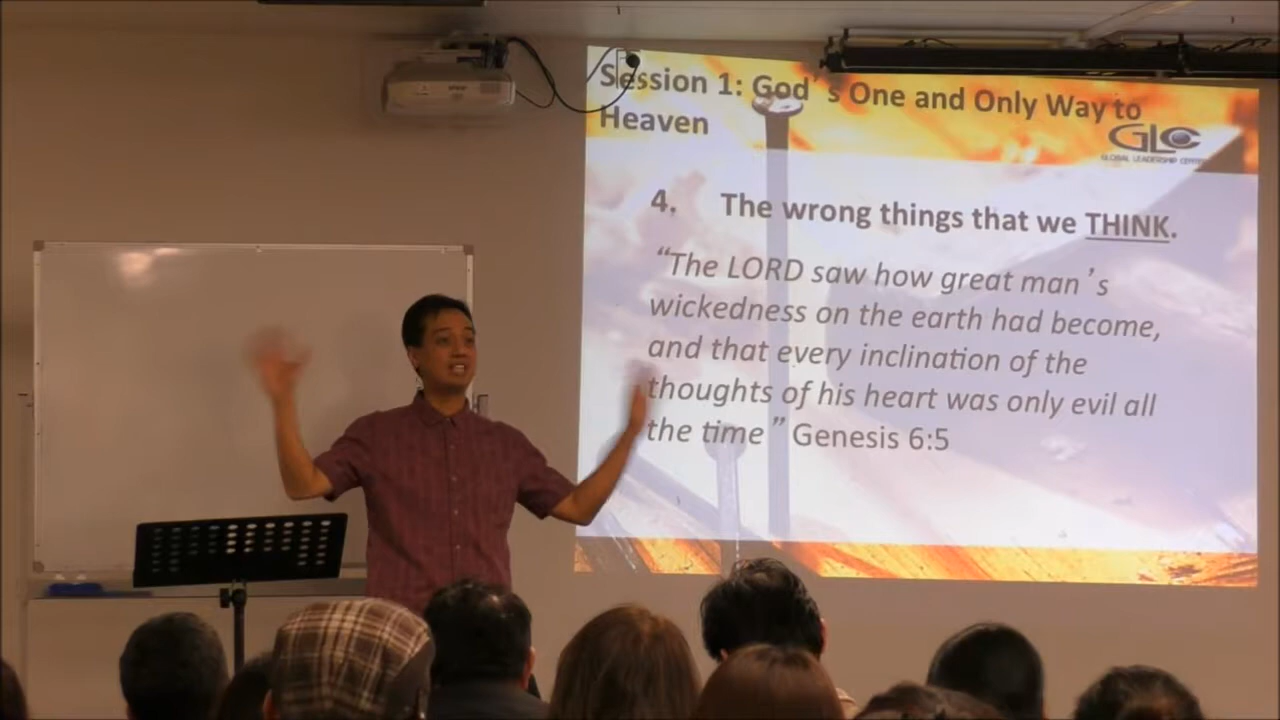 Session 1: God's One and Only Way to
Heaven
GLC
GLOBAL LEADERSHIP CENTER
4. The wrong things that we THINK.
“The LORD saw how great man's
wickedness on the earth had become,
and that every inclination of the
thoughts of his heart was only evil all
the time” Genesis 6:5